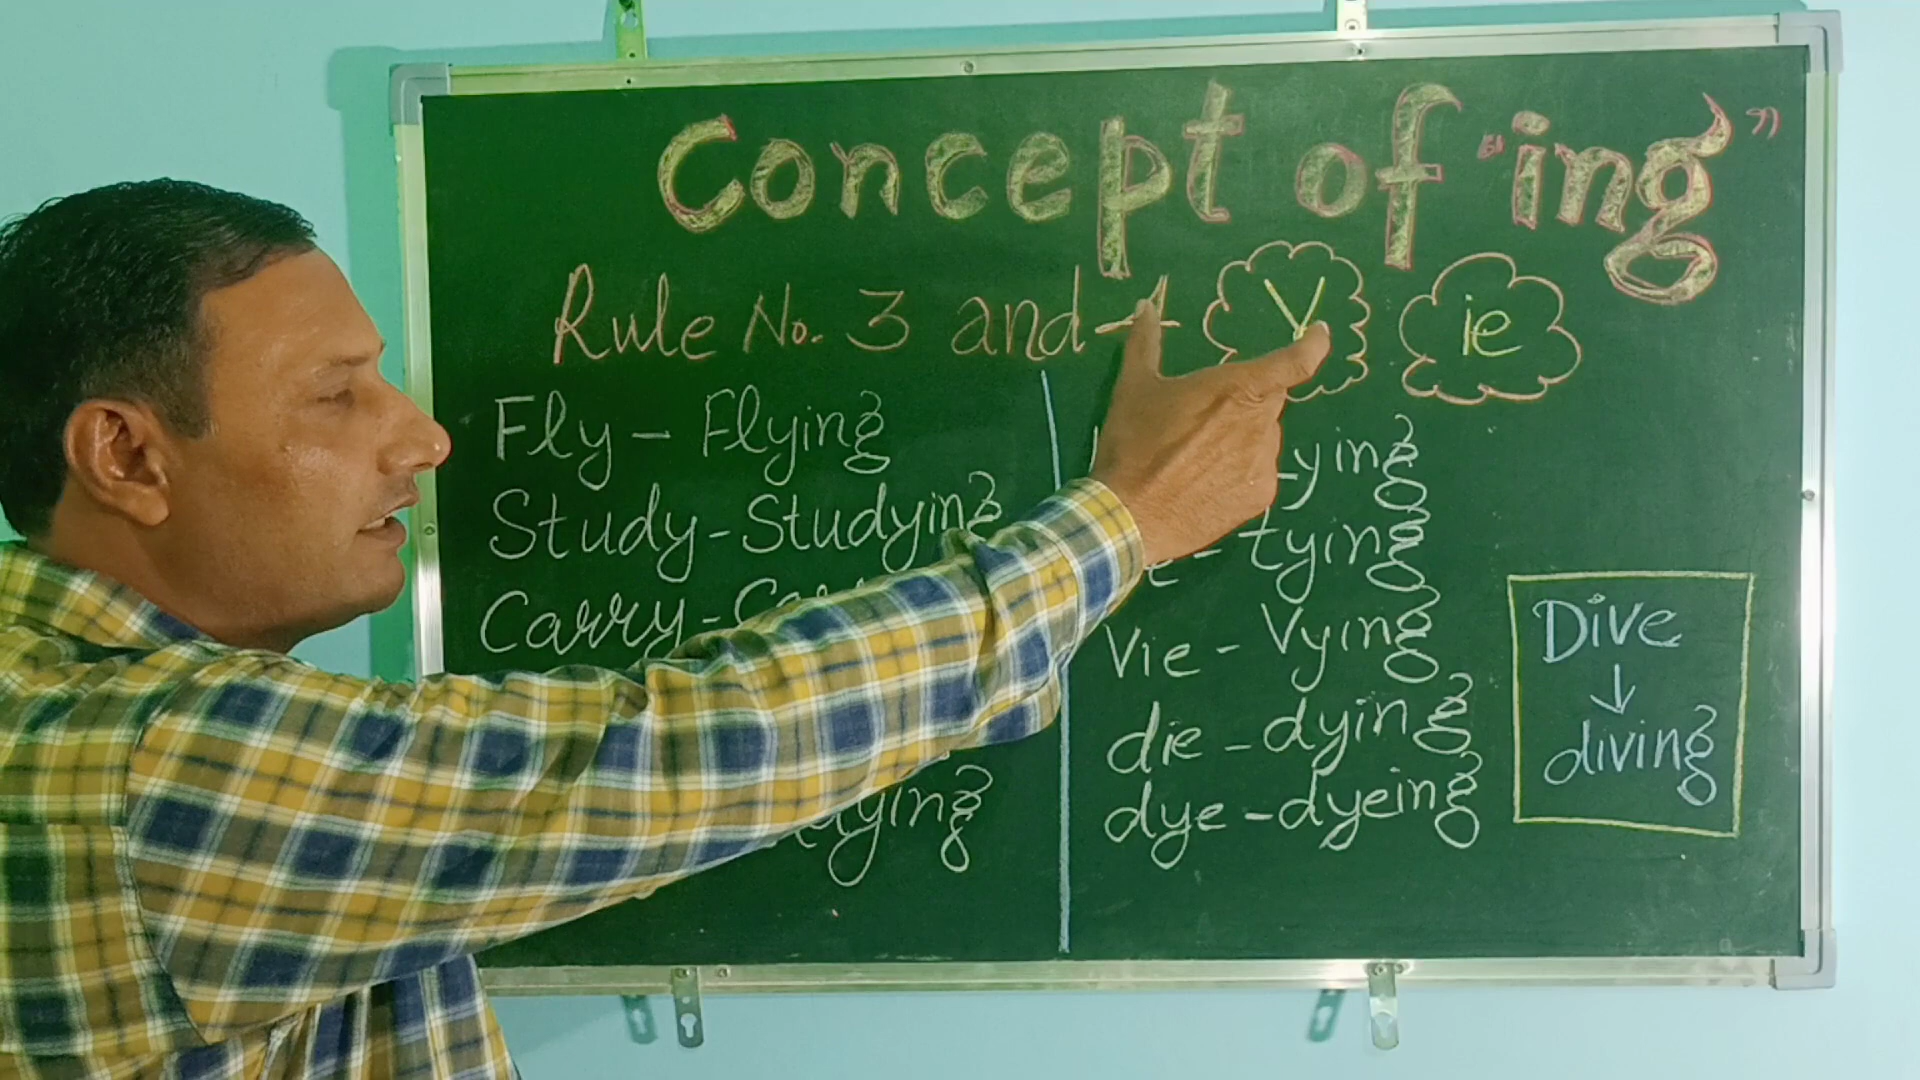 Concept of "ing"
Rule No. 3 and 4 y ie
Fly - Flying
Study - Studying
Carry -
ying
- tying
Vie - Vying
die - dying
dye - dyeing
Dive
↓
diving